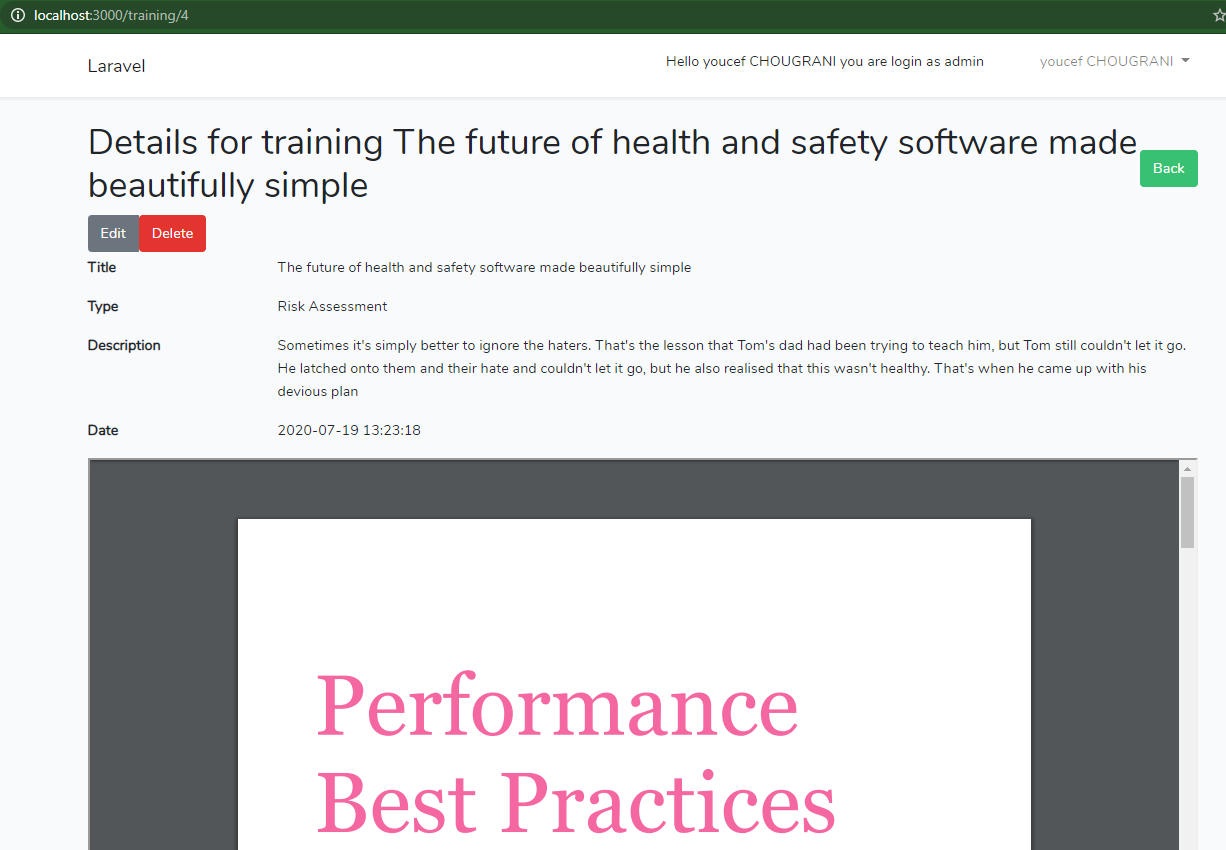 localhost:3000/training/4
Laravel
Hello youcef CHOUGRANI you are login as admin
youcef CHOUGRANI
Details for training The future of health and safety software made
beautifully simple
Back
Edit
Delete
Title
The future of health and safety software made beautifully simple
Type
Risk Assessment
Description
Sometimes it's simply better to ignore the haters. That's the lesson that Tom's dad had been trying to teach him, but Tom still couldn't let it go.
He latched onto them and their hate and couldn't let it go, but he also realised that this wasn't healthy. That's when he came up with his
devious plan
Date
2020-07-19 13:23:18
Performance
Best Practices